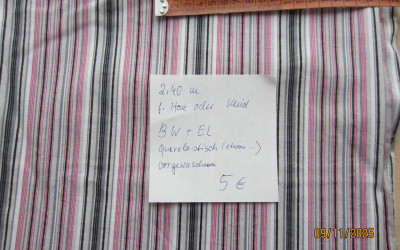 2,40 m
f. Hose oder Kleid
BW + EL
querelastisch (etwas...)
vorgewaschen
5 €
09/11/2025